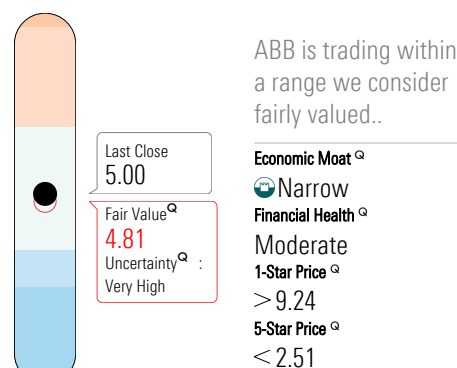 ABB is trading within
a range we consider
fairly valued..
Last Close
5.00
Fair Value Q
4.81
Uncertainty Q :
Very High
Economic Moat Q
Narrow
Financial Health Q
Moderate
1-Star Price Q
> 9.24
5-Star Price Q
< 2.51